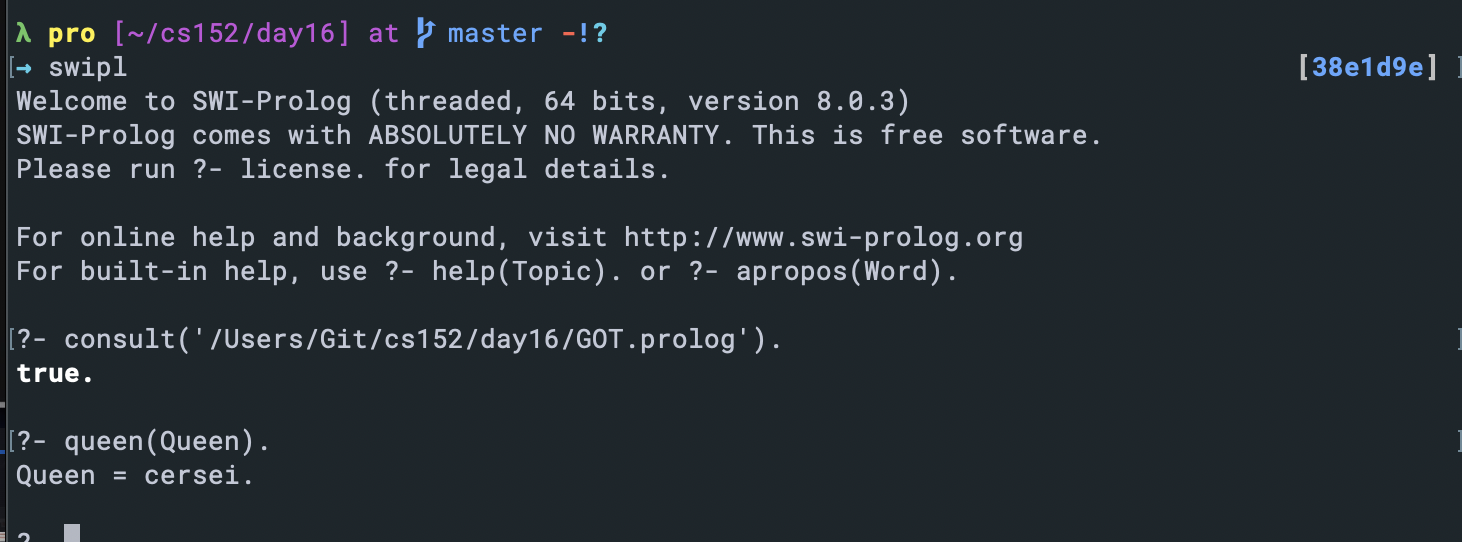 λ pro [~/cs152/day16] at master -!?
[→ swipl [38e1d9e] ]
Welcome to SWI-Prolog (threaded, 64 bits, version 8.0.3)
SWI-Prolog comes with ABSOLUTELY NO WARRANTY. This is free software.
Please run ?- license. for legal details.
For online help and background, visit http://www.swi-prolog.org
For built-in help, use ?- help(Topic). or ?- apropos(Word).
[?- consult('/Users/Git/cs152/day16/GOT.prolog'). ]
true.
[?- queen(Queen). ]
Queen = cersei.
?-